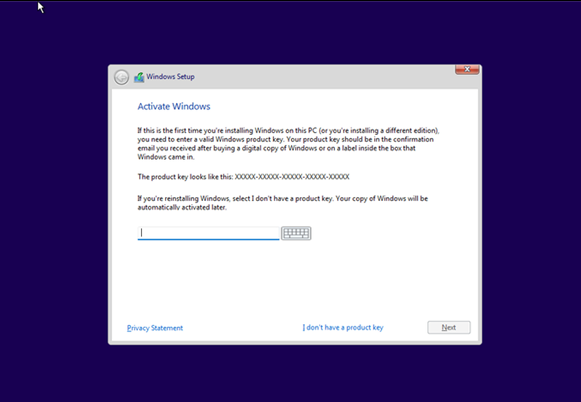 Windows Setup
Activate Windows
If this is the first time you're installing Windows on this PC (or you're installing a different edition),
you need to enter a valid Windows product key. Your product key should be in the confirmation
email you received after buying a digital copy of Windows or on a label inside the box that
Windows came in.
The product key looks like this: XXXXX-XXXXX-XXXXX-XXXXX-XXXXX
If you're reinstalling Windows, select I don't have a product key. Your copy of Windows will be
automatically activated later.
Privacy Statement
I don't have a product key
Next